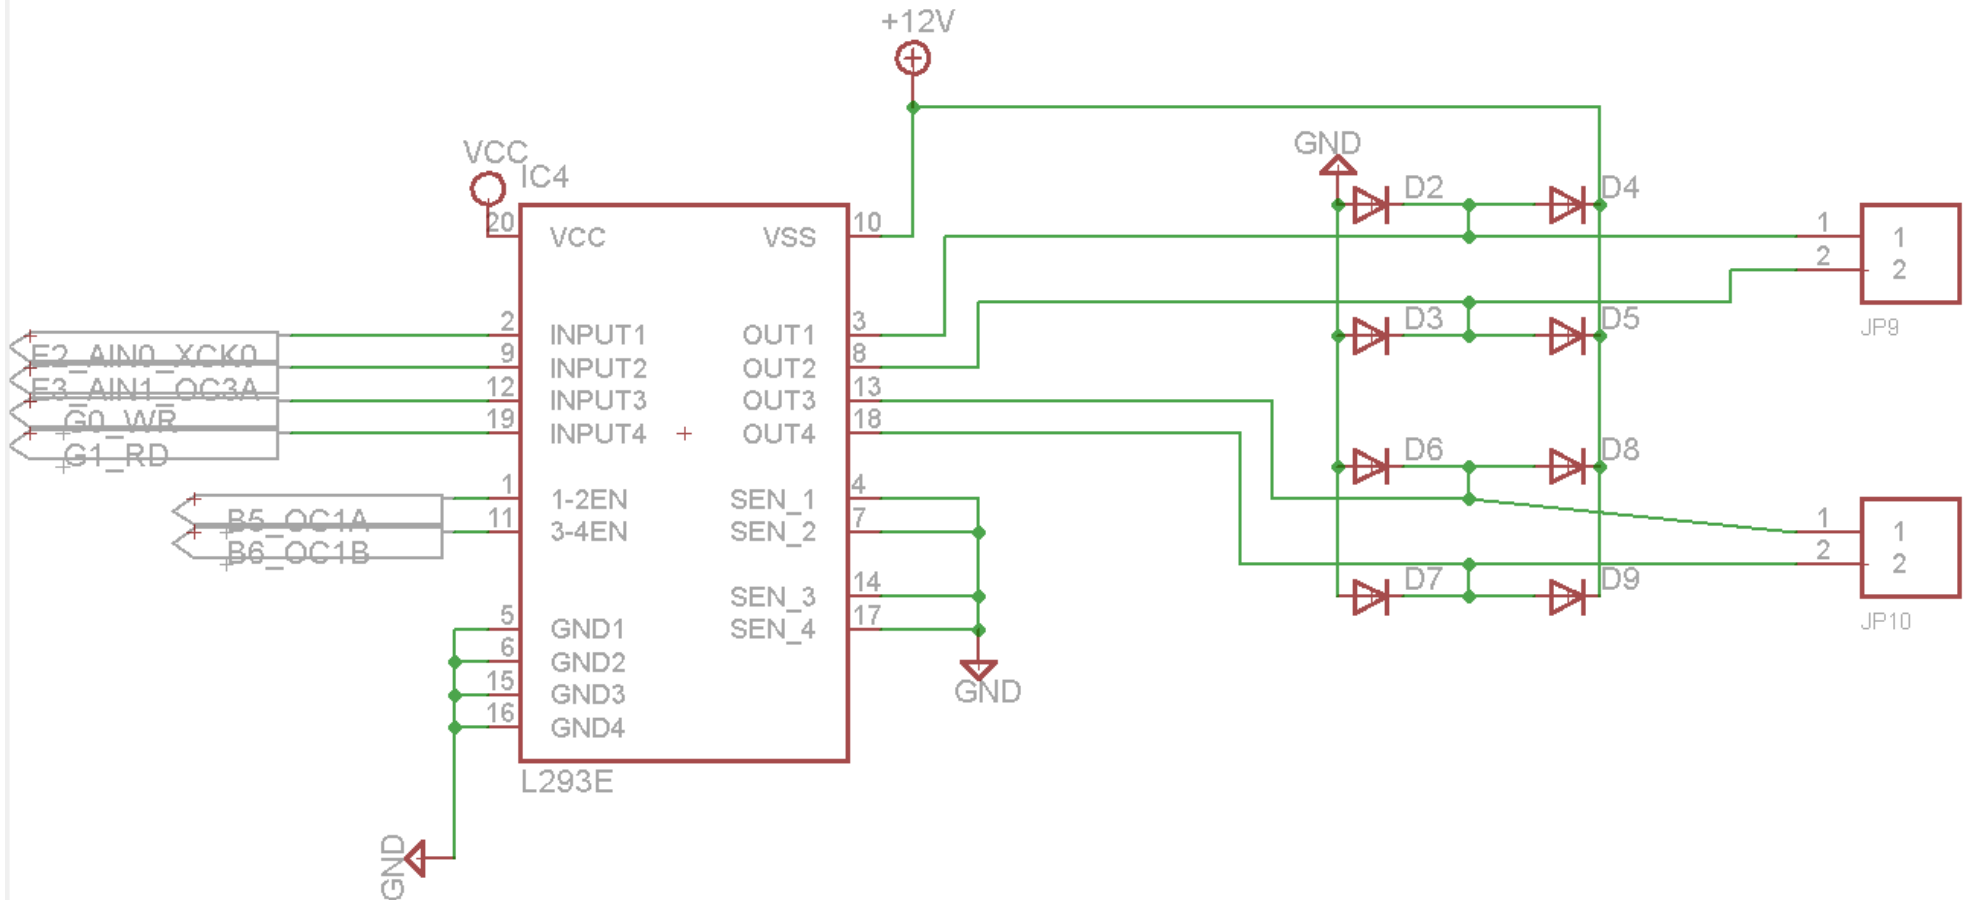 +12V
VCC
IC4
GND
D2
D4
20
VCC
VSS
10
1
1
2
2
JP9
2
INPUT1
OUT1
3
D3
D5
E2_AIN0_XCK0
9
INPUT2
OUT2
8
E3_AIN1_OC3A
12
INPUT3
OUT3
13
G0_WR
19
INPUT4
OUT4
18
G1_RD
D6
D8
1
1-2EN
SEN_1
4
B5_OC1A
11
3-4EN
SEN_2
7
B6_OC1B
1
1
2
2
JP10
14
SEN_3
D7
D9
5
GND1
SEN_4
17
6
GND2
GND
15
GND3
16
GND4
L293E
GND